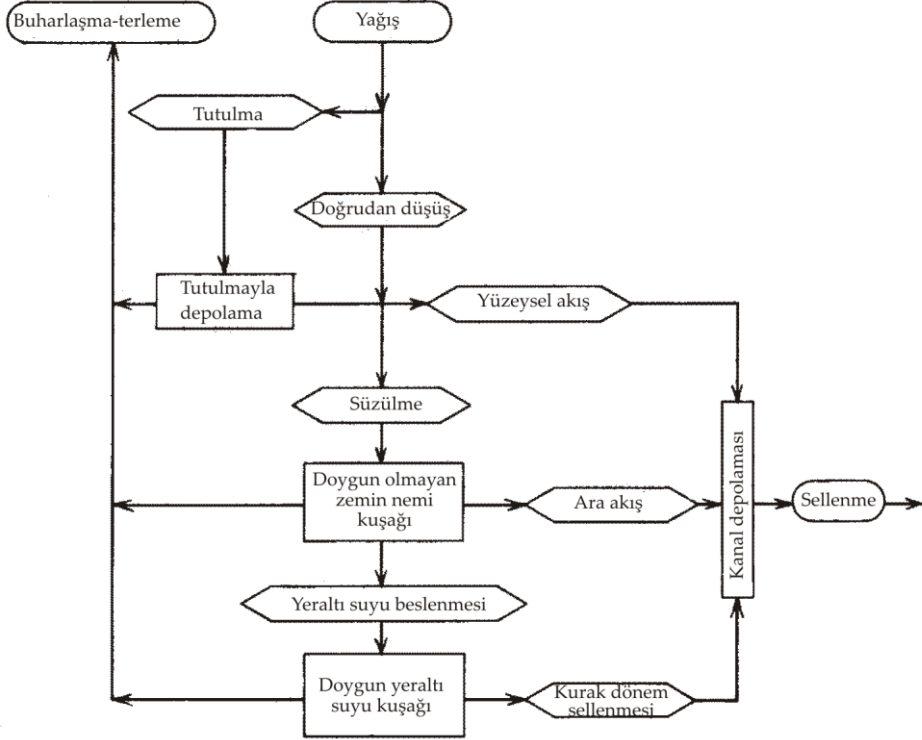 Buharlaşma-terleme
Yağış
Tutulma
Doğrudan düşüş
Tutulmayla
depolama
Yüzeysel akış
Süzülme
Doygun olmayan
zemin nemi
kuşağı
Ara akış
Kanal depolaması
Sellenme
Yeraltı suyu beslenmesi
Doygun yeraltı
suyu kuşağı
Kurak dönem
sellenmesi